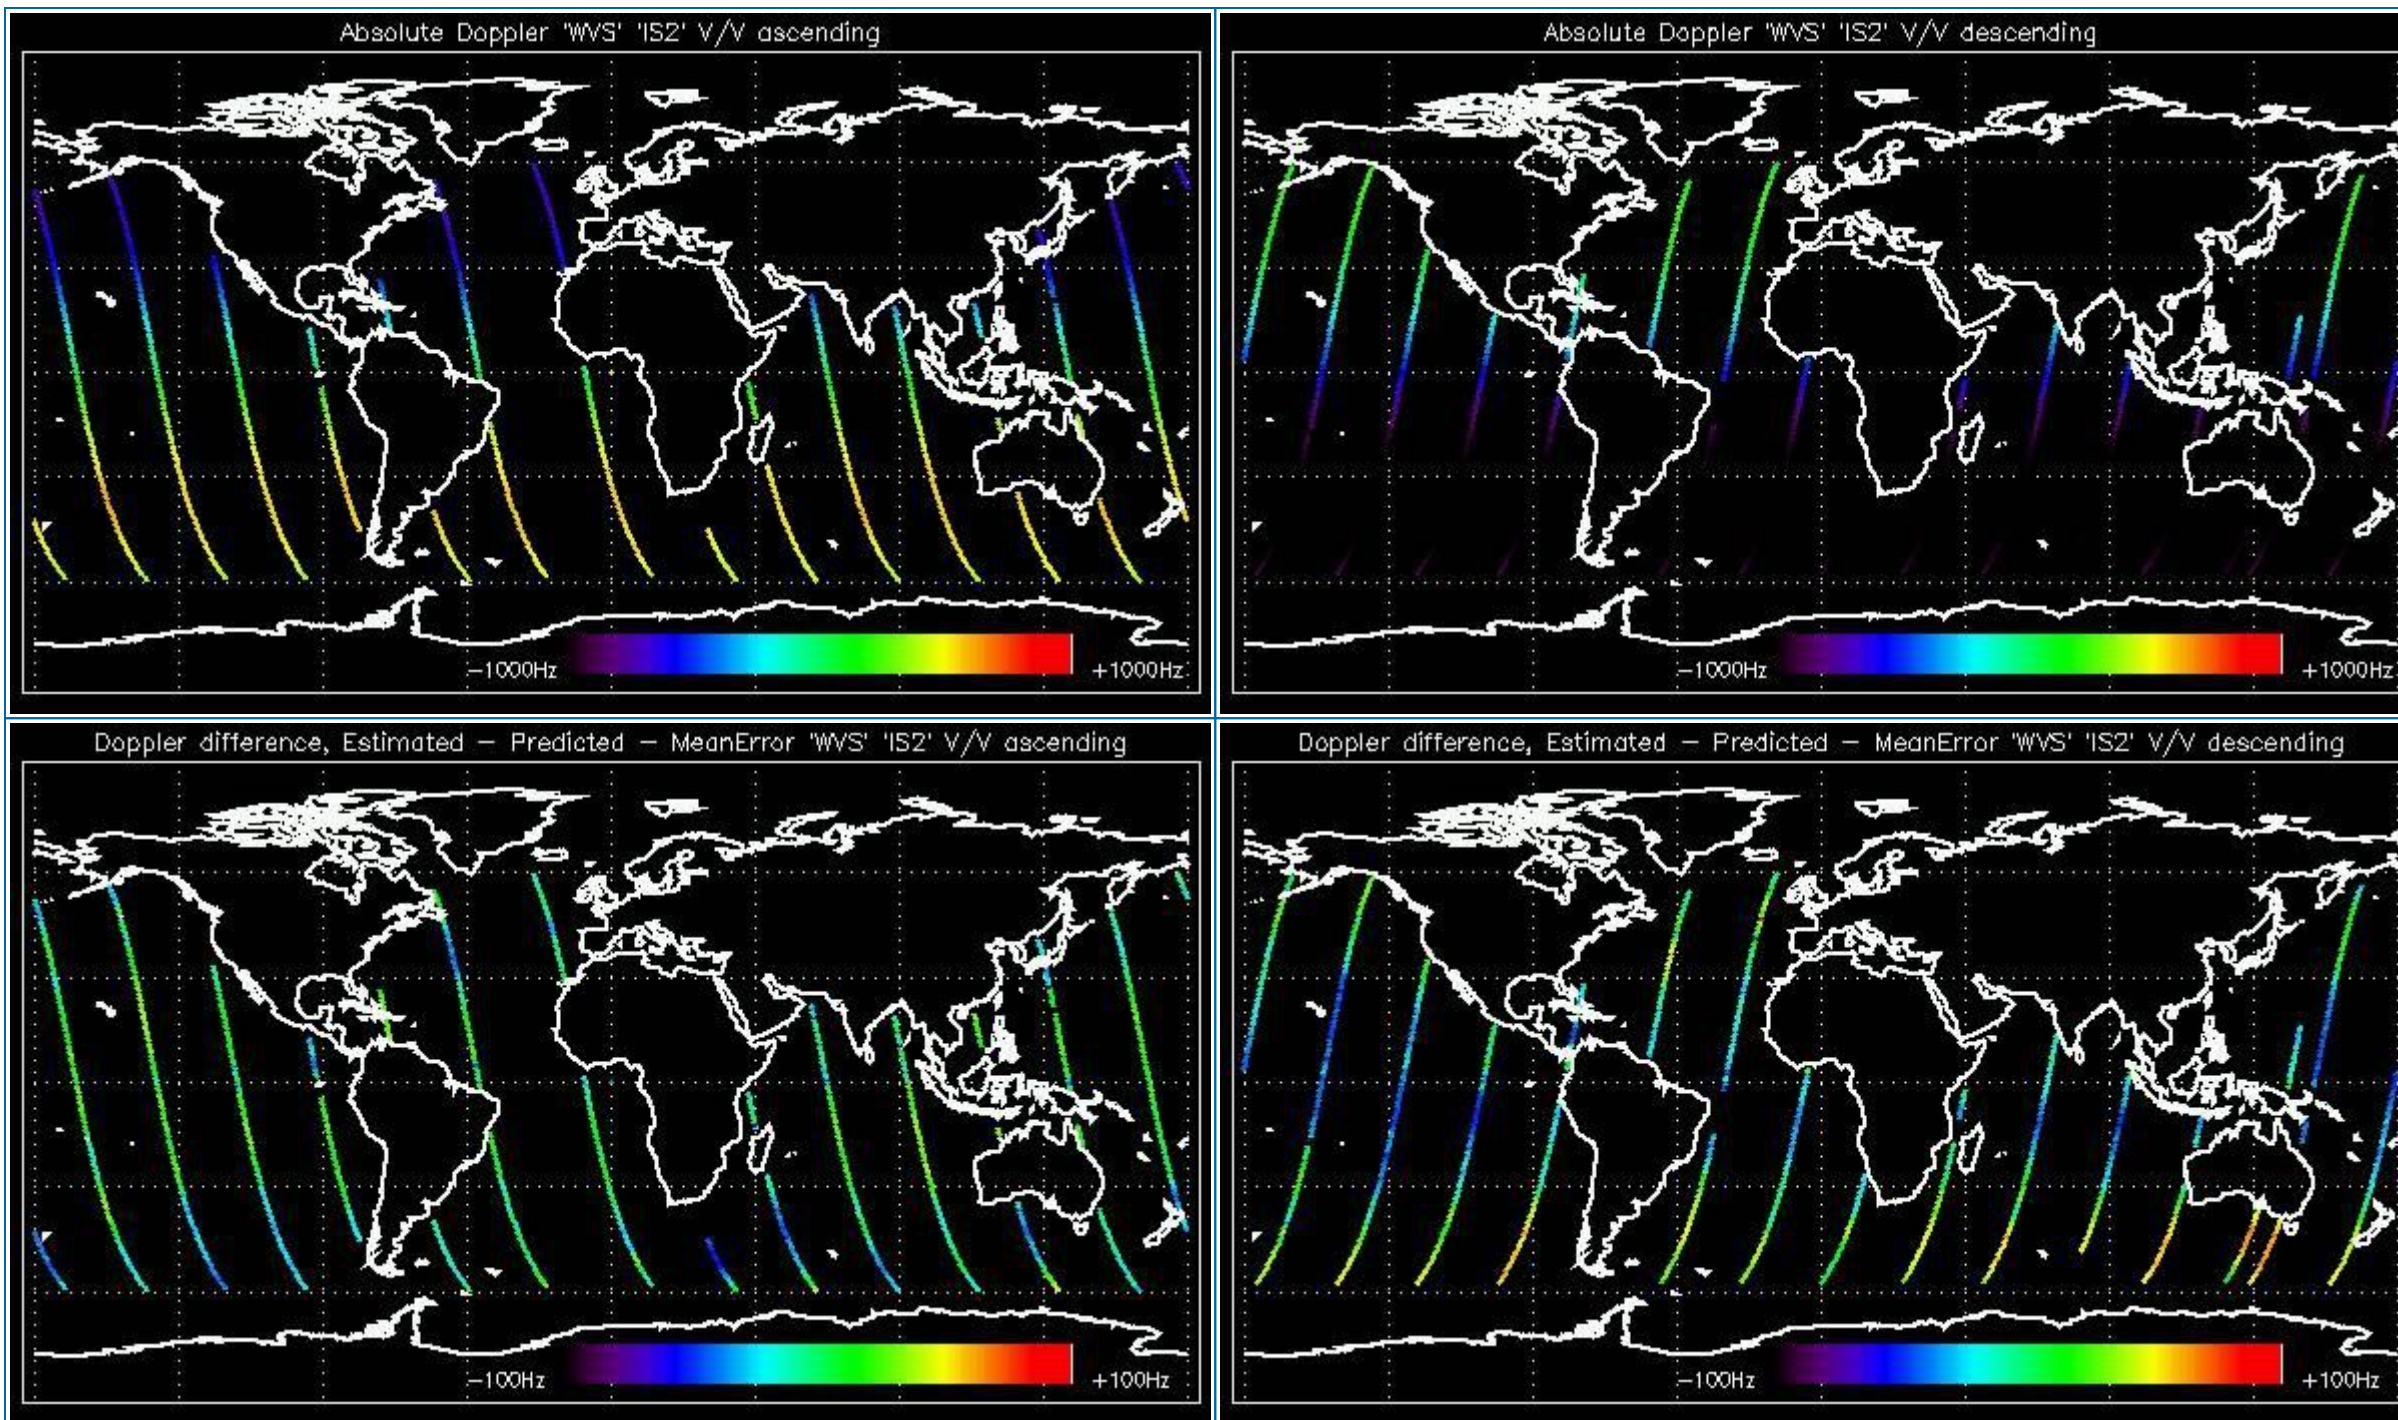 Absolute Doppler 'WVS' 'IS2' V/V ascending
-1000Hz
+1000Hz
Absolute Doppler 'WVS' 'IS2' V/V descending
-1000Hz
+1000Hz
Doppler difference, Estimated - Predicted - MeanError 'WVS' 'IS2' V/V ascending
-100Hz
+100Hz
Doppler difference, Estimated - Predicted - MeanError 'WVS' 'IS2' V/V descending
-100Hz
+100Hz